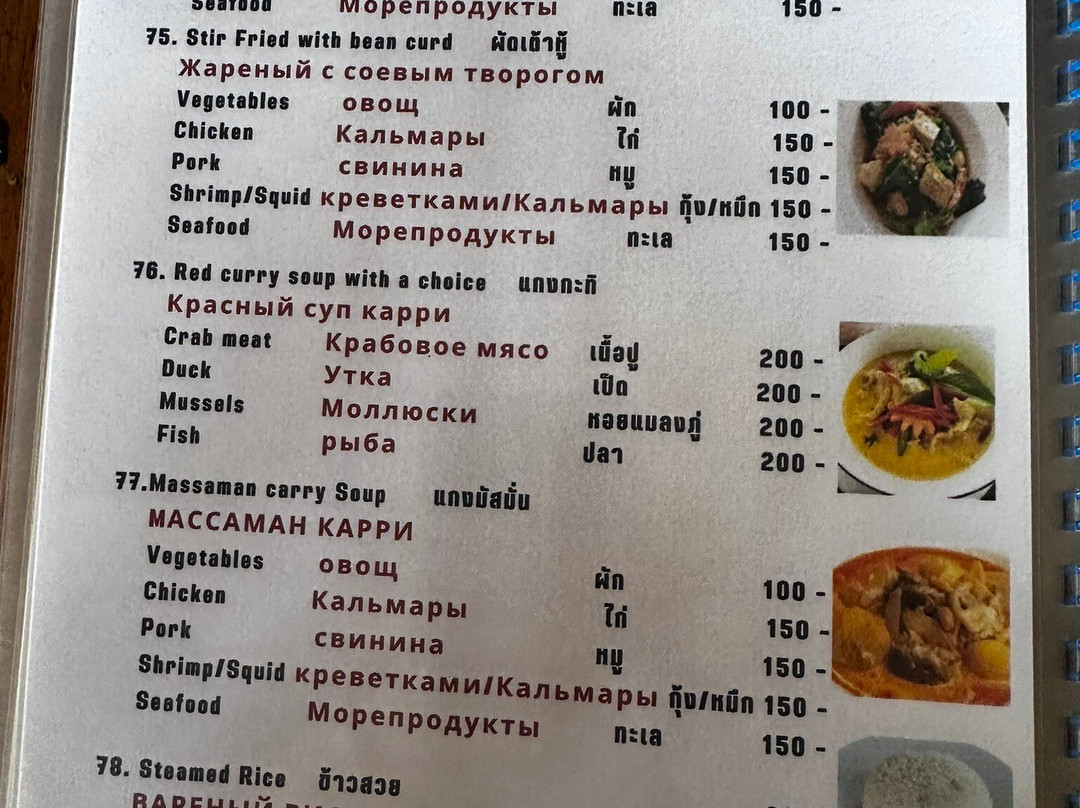 Seafood Морепродукты ทะเล 150 -
75. Stir Fried with bean curd ผัดเต้าหู้
Жареный с соевым творогом
Vegetables овощ ผัก 100 -
Chicken Кальмары ไก่ 150 -
Pork свинина หมู 150 -
Shrimp/Squid креветками/Кальмары กุ้ง/หมึก 150 -
Seafood Морепродукты ทะเล 150 -
76. Red curry soup with a choice แกงกะทิ
Красный суп карри
Crab meat Крабовое мясо เนื้อปู 200 -
Duck Утка เป็ด 200 -
Mussels Моллюски หอยแมลงภู่ 200 -
Fish рыба ปลา 200 -
77.Massaman carry Soup แกงมัสมั่น
МАССАМАН КАРРИ
Vegetables овощ ผัก 100 -
Chicken Кальмары ไก่ 150 -
Pork свинина หมู 150 -
Shrimp/Squid креветками/Кальмары กุ้ง/หมึก 150 -
Seafood Морепродукты ทะเล 150 -
78. Steamed Rice ข้าวสวย
ВАРЕНЫЙ